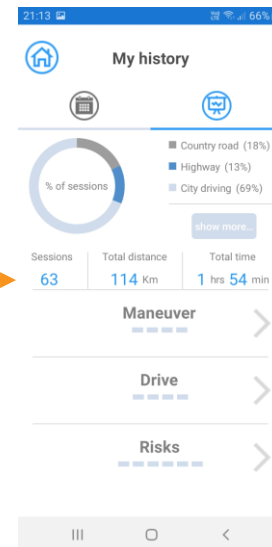 21:13 66%
My history
% of sessions
Country road (18%)
Highway (13%)
City driving (69%)
show more...
Sessions Total distance Total time
63 114 Km 1 hrs 54 min
Maneuver
Drive
Risks